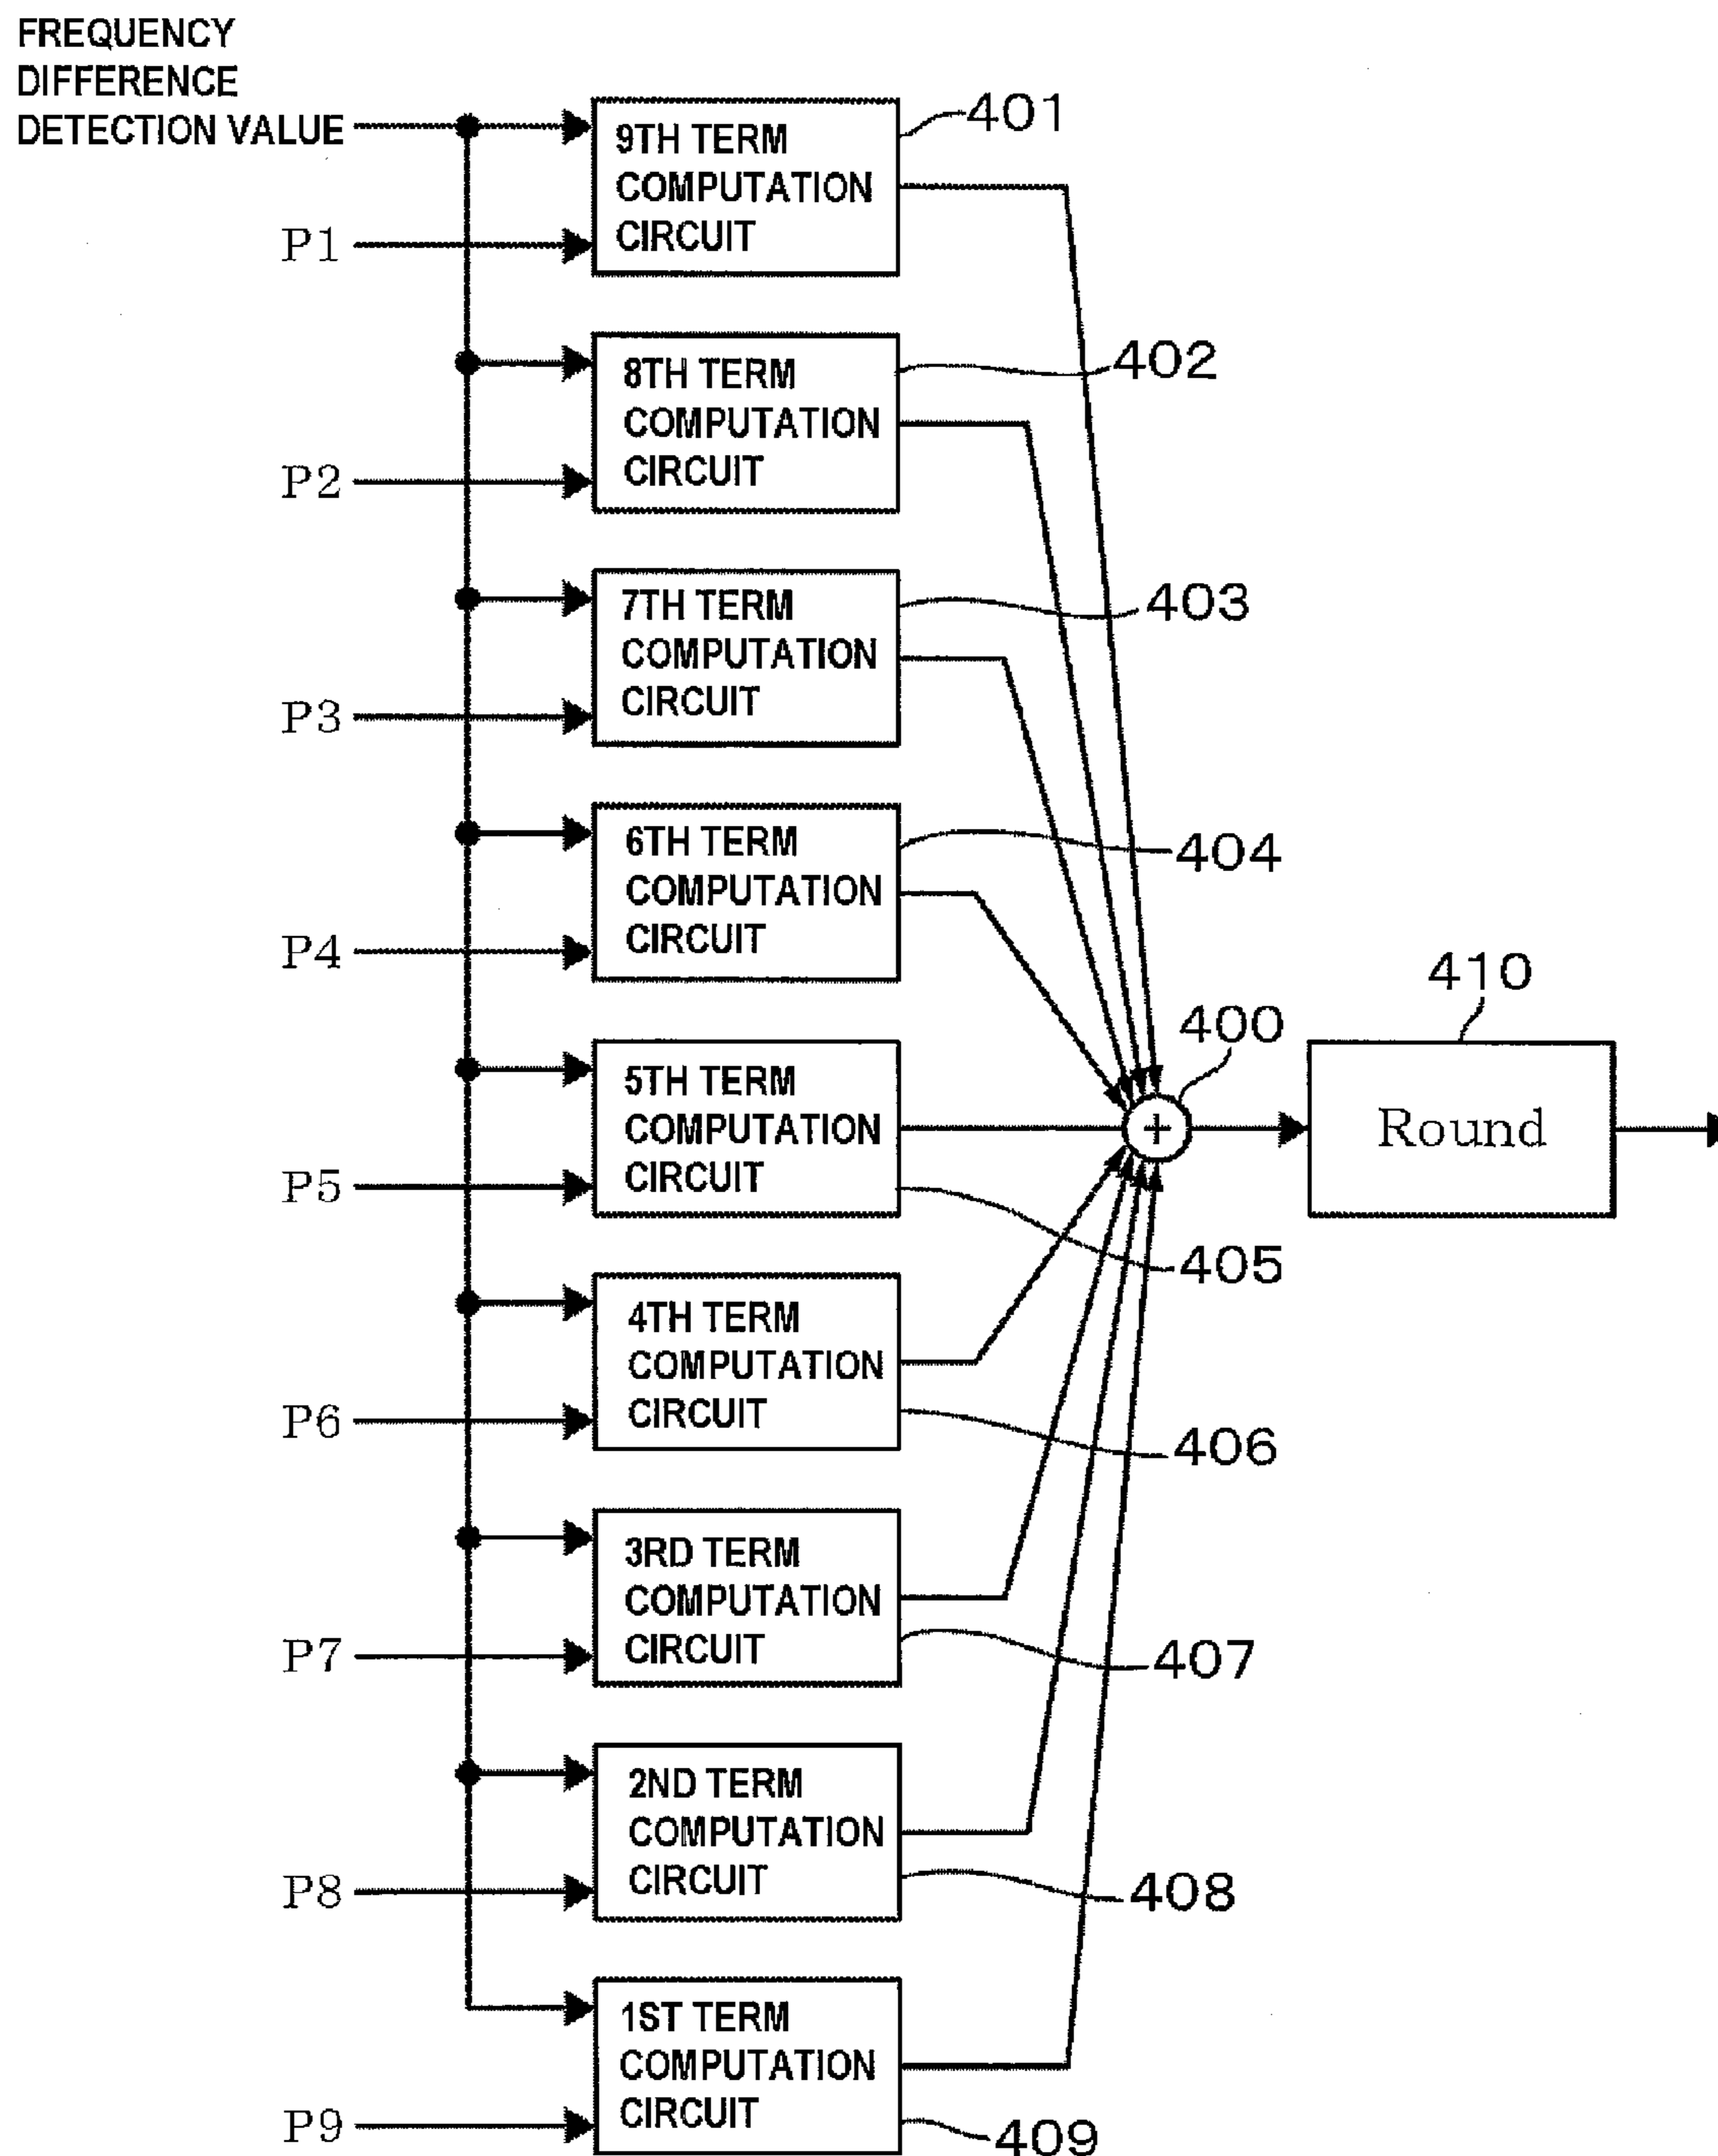 FREQUENCY
DIFFERENCE
DETECTION VALUE
9TH TERM
COMPUTATION
CIRCUIT
401
P1
8TH TERM
COMPUTATION
CIRCUIT
402
P2
7TH TERM
COMPUTATION
CIRCUIT
403
P3
6TH TERM
COMPUTATION
CIRCUIT
404
P4
5TH TERM
COMPUTATION
CIRCUIT
405
P5
400
+
410
Round
4TH TERM
COMPUTATION
CIRCUIT
406
P6
3RD TERM
COMPUTATION
CIRCUIT
407
P7
2ND TERM
COMPUTATION
CIRCUIT
408
P8
1ST TERM
COMPUTATION
CIRCUIT
409
P9